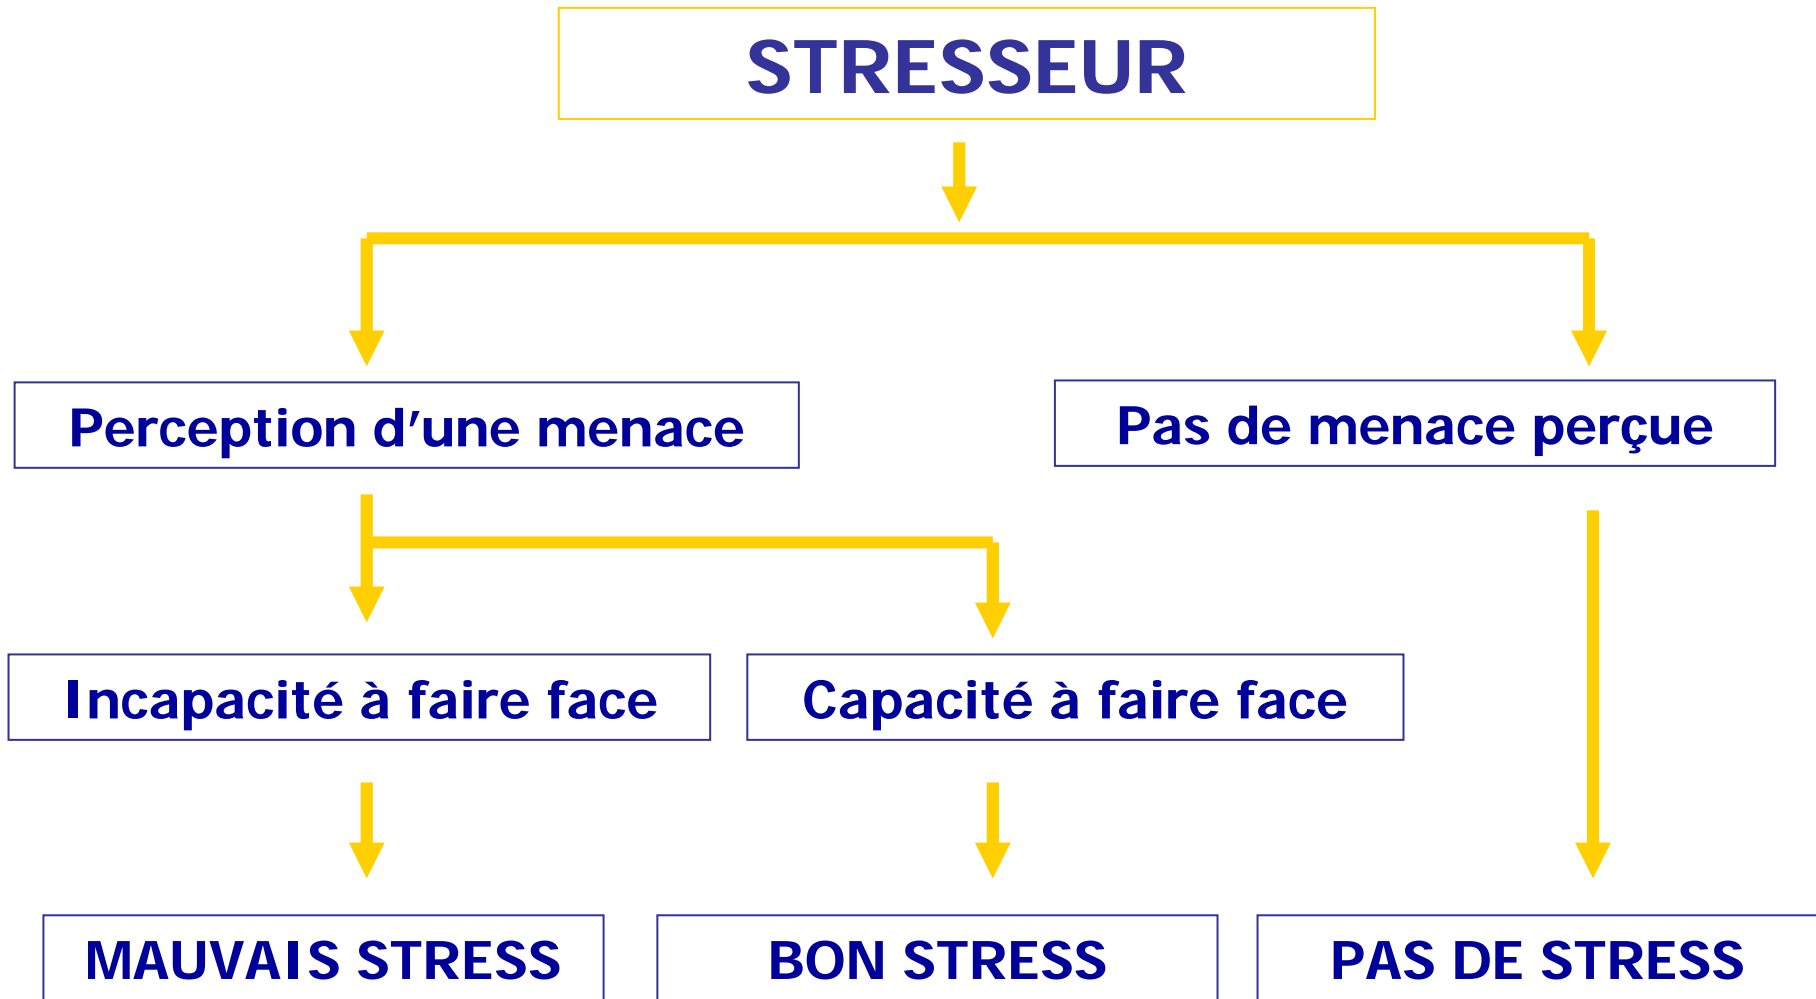 STRESSEUR
Perception d’une menace
Pas de menace perçue
Incapacité à faire face
Capacité à faire face
MAUVAIS STRESS
BON STRESS
PAS DE STRESS